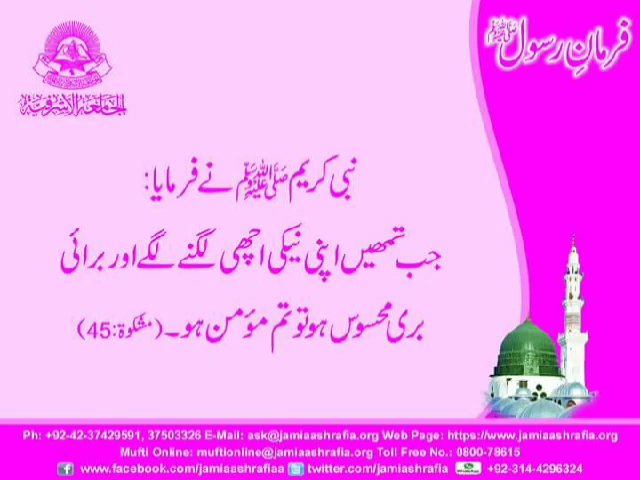 فرمانِ رسول ﷺ
الجامعۃ الاشرفیۃ
نبی کریم ﷺ نے فرمایا:
جب تمھیں اپنی نیکی اچھی لگنے لگے اور برائی
بری محسوس ہو تو تم مؤمن ہو۔ (مشکوۃ:45)
Ph: +92-42-37429591, 37503326 E-Mail: ask@jamiaashrafia.org Web Page: https://www.jamiaashrafia.org
Mufti Online: muftionline@jamiaashrafia.org Toll Free No.: 0800-78615
www.facebook.com/jamiaashrafiaa twitter.com/jamiashrafia +92-314-4296324